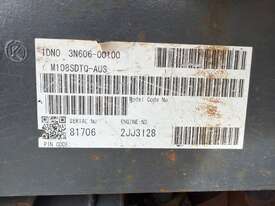 IDNO 3N606-00100
M108SDTQ-AUS
Model Code No
SERIAL NO ENGINE NO
81706 2JJ3128
PIN CODE